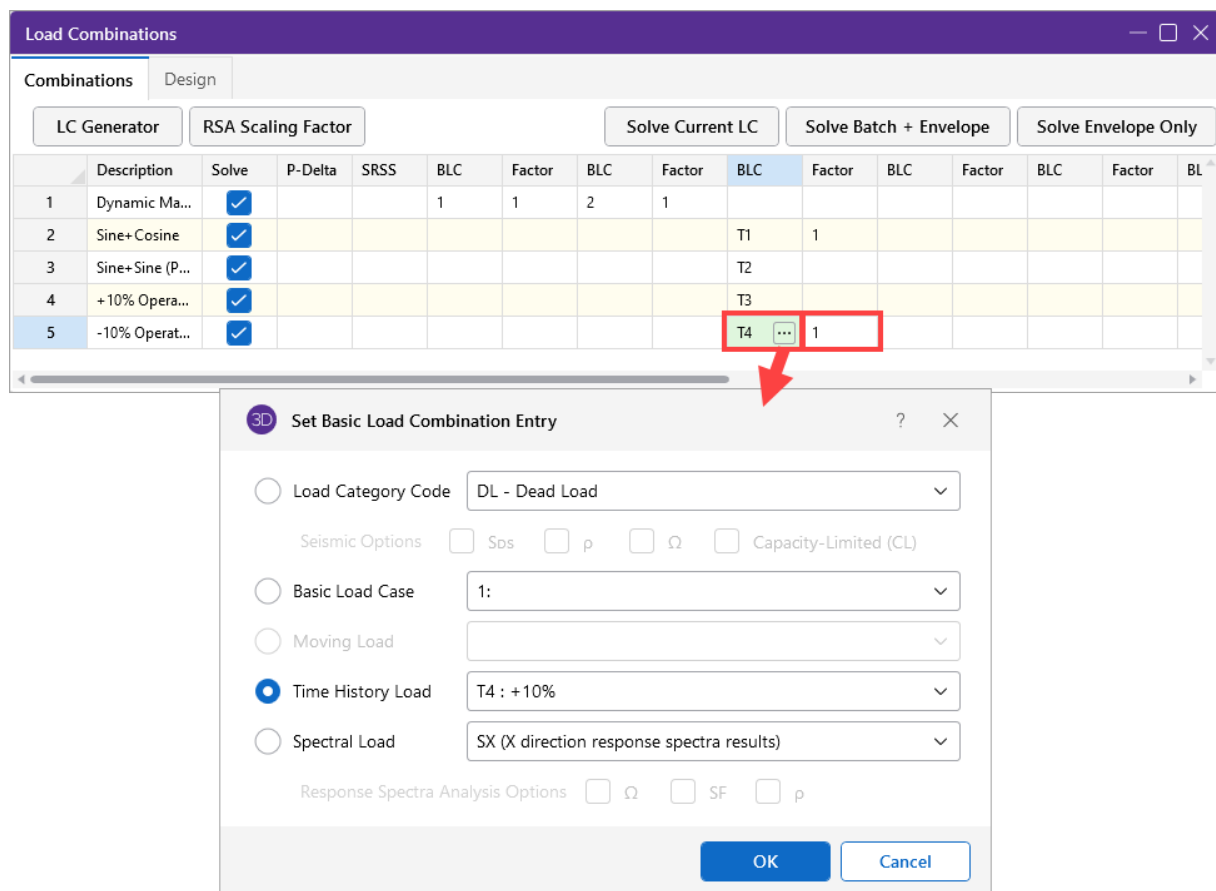 Load Combinations
Combinations Design
LC Generator RSA Scaling Factor Solve Current LC Solve Batch + Envelope Solve Envelope Only
Description Solve P-Delta SRSS BLC Factor BLC Factor BLC Factor BLC Factor BLC Factor BL
1 Dynamic Ma... 1 1 2 1
2 Sine+Cosine T1 1
3 Sine+Sine (P... T2
4 +10% Opera... T3
5 -10% Operat... T4 ... 1
3D Set Basic Load Combination Entry ?
Load Category Code DL - Dead Load
Seismic Options SDS ρ Ω Capacity-Limited (CL)
Basic Load Case 1:
Moving Load
Time History Load T4 : +10%
Spectral Load SX (X direction response spectra results)
Response Spectra Analysis Options Ω SF ρ
OK Cancel